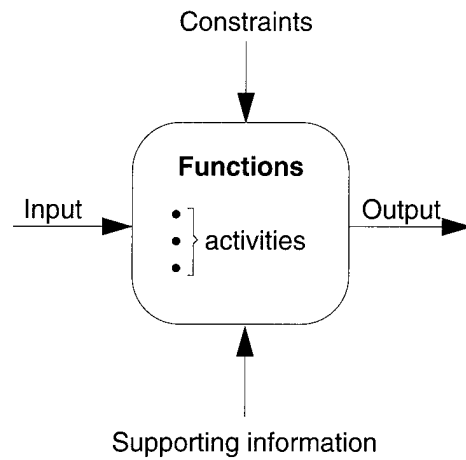 Constraints
Functions
Input
activities
Output
Supporting information